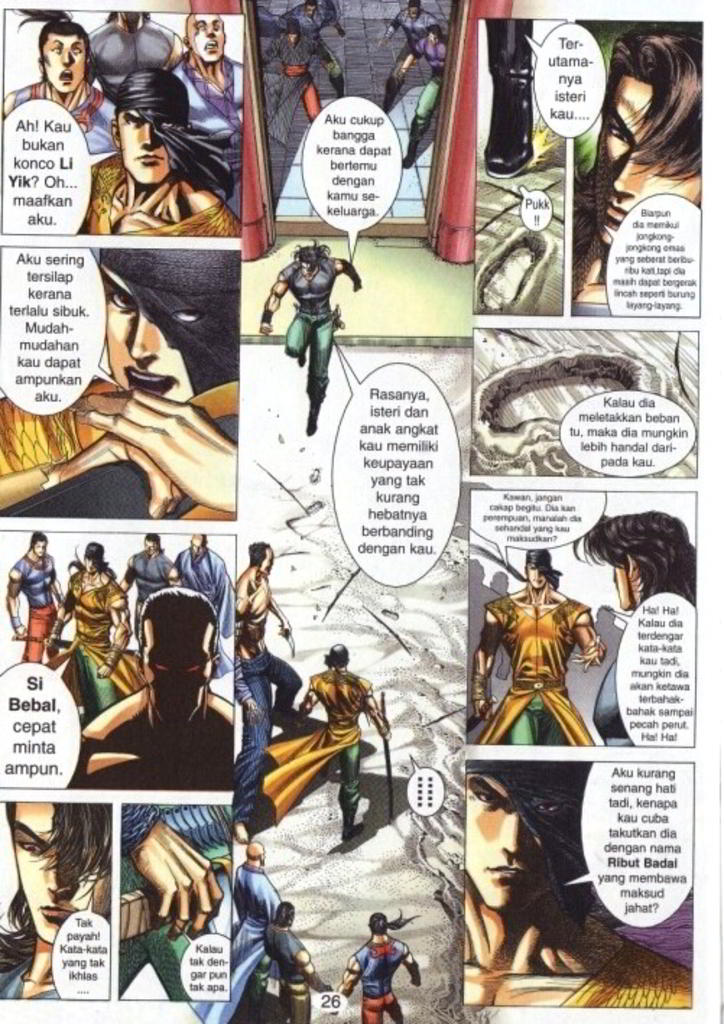 Ah! Kau
bukan
konco Li
Yik? Oh...
maafkan
aku.
Aku sering
tersilap
kerana
terlalu sibuk.
Mudah-
mudahan
kau dapat
ampunkan
aku.
Si
Bebal,
cepat
minta
ampun.
Tak
payah!
Kata-kata
yang tak
ikhlas
....
Kalau
tak den-
gar pun
tak apa.
Aku cukup
bangga
kerana dapat
bertemu
dengan
kamu se-
keluarga.
Rasanya,
isteri dan
anak angkat
kau memiliki
keupayaan
yang tak
kurang
hebatnya
berbanding
dengan kau.
Ter-
utama-
nya
isteri
kau....
Pukk
!!
Biarpun
dia memikul
jongkong-
jongkong emas
yang seberat beribu-
ribu kati,tapi dia
masih dapat bergerak
lincah seperti burung
layang-layang.
Kalau dia
meletakkan beban
tu, maka dia mungkin
lebih handal dari-
pada kau.
Kawan, jangan
cakap begitu. Dia kan
perempuan, manalah dia
sehandal yang kau
maksudkan?
Ha! Ha!
Kalau dia
terdengar
kata-kata
kau tadi,
mungkin dia
akan ketawa
terbahak-
bahak sampai
pecah perut.
Ha! Ha!
Aku kurang
senang hati
tadi, kenapa
kau cuba
takutkan dia
dengan nama
Ribut Badai
yang membawa
maksud
jahat?
26